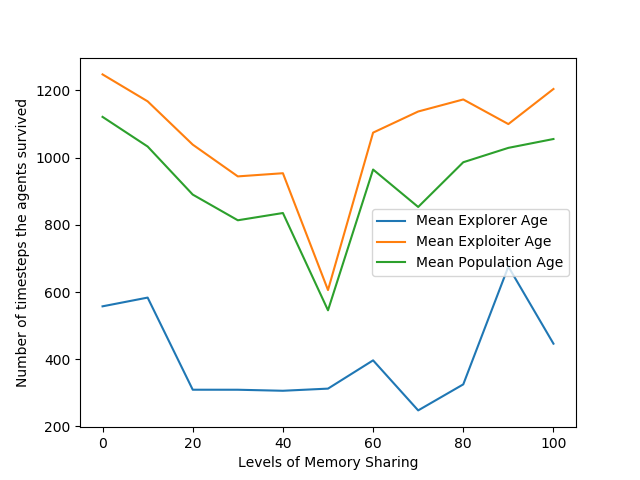 1200
1000
800
600
400
200
Number of timesteps the agents survived
Mean Explorer Age
Mean Exploiter Age
Mean Population Age
0 20 40 60 80 100
Levels of Memory Sharing